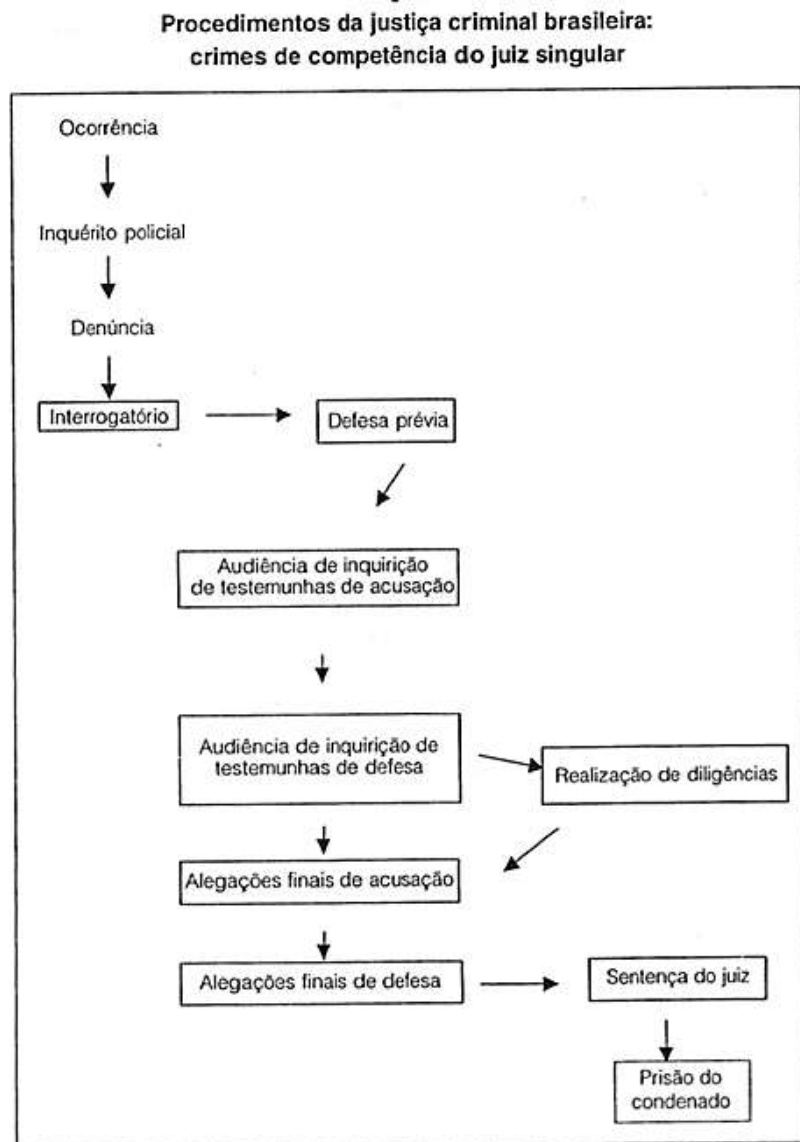 Procedimentos da justiça criminal brasileira:
crimes de competência do juiz singular
Ocorrência
Inquérito policial
Denúncia
Interrogatório
Defesa prévia
Audiência de inquirição
de testemunhas de acusação
Audiência de inquirição de
testemunhas de defesa
Realização de diligências
Alegações finais de acusação
Alegações finais de defesa
Sentença do juiz
Prisão do
condenado